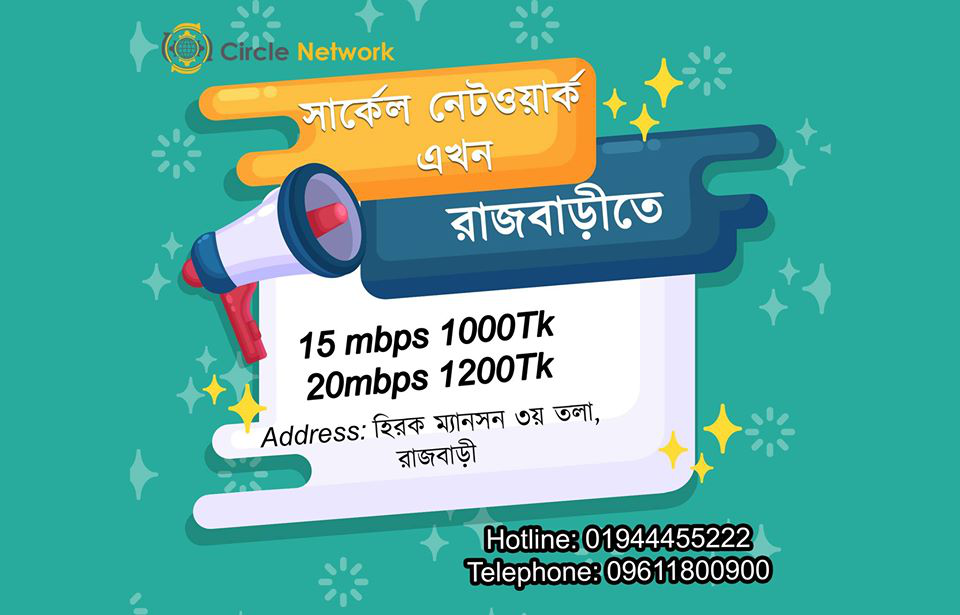 Circle Network
সার্কেল নেটওয়ার্ক
এখন
রাজবাড়ীতে
15 mbps 1000Tk
20mbps 1200Tk
Address: হিরক ম্যানসন ৩য় তলা,
রাজবাড়ী
Hotline: 01944455222
Telephone: 09611800900